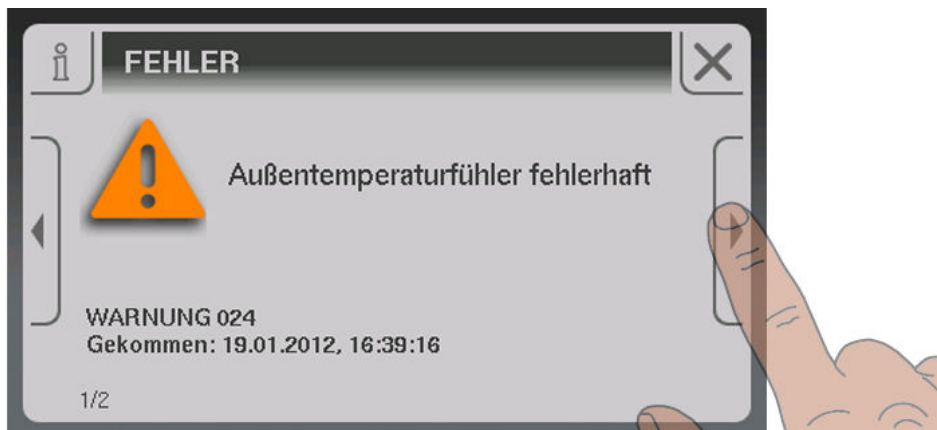 FEHLER
Außentemperaturfühler fehlerhaft
WARNUNG 024
Gekommen: 19.01.2012, 16:39:16
1/2